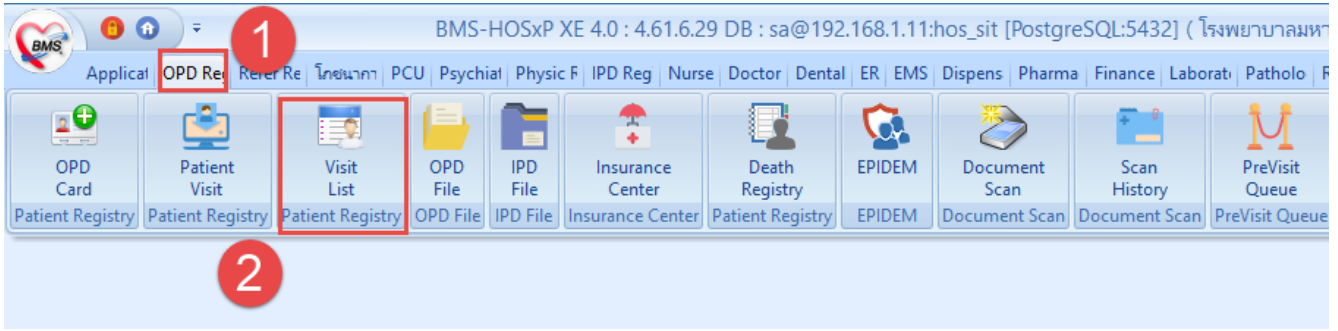 BMS
1
BMS-HOSxP XE 4.0 : 4.61.6.29 DB : sa@192.168.1.11:hos_sit [PostgreSQL:5432] ( โรงพยาบาลมหา
Applicat OPD Reg Refer Re โภชนากา PCU Psychiat Physic F IPD Reg Nurse Doctor Dental ER EMS Dispens Pharma Finance Laborat Patholo R
OPD Card
Patient Visit
Visit List
OPD File
IPD File
Insurance Center
Death Registry
EPIDEM
Document Scan
Scan History
PreVisit Queue
Patient Registry Patient Registry Patient Registry OPD File IPD File Insurance Center Patient Registry EPIDEM Document Scan Document Scan PreVisit Queue
2